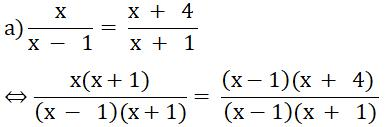 a) x/(x − 1) = (x + 4)/(x + 1)
⇔ x(x + 1)/((x − 1)(x + 1)) = (x − 1)(x + 4)/((x − 1)(x + 1))